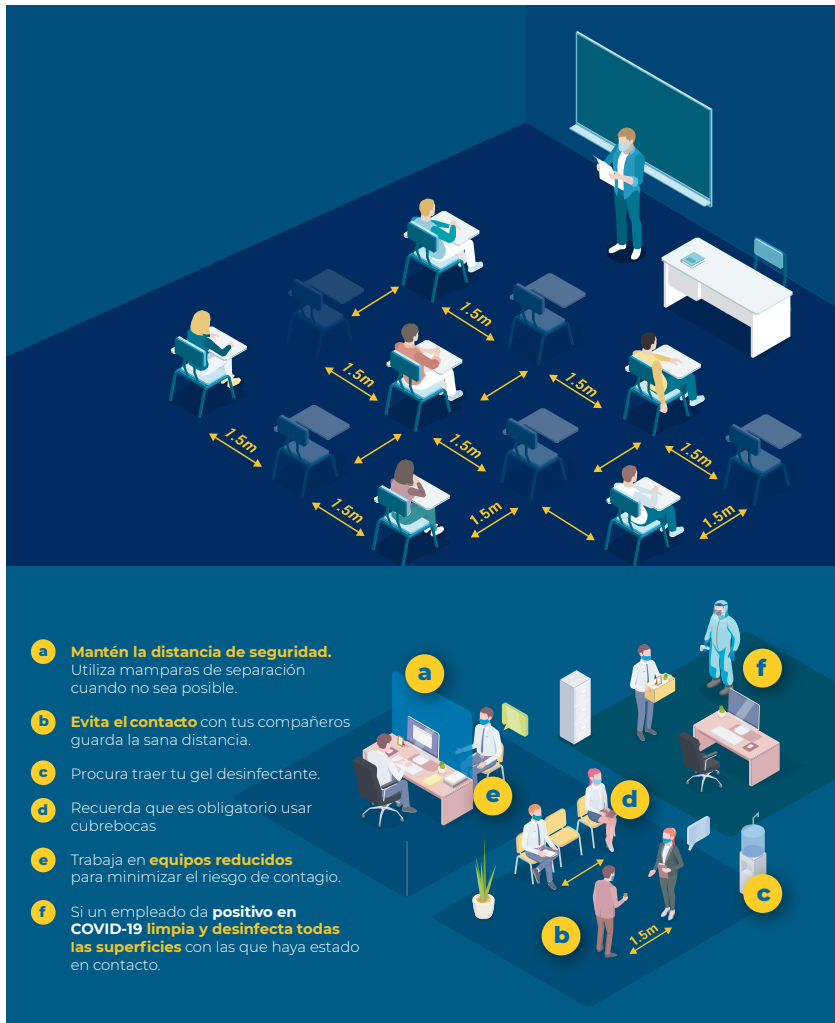 1.5m
1.5m
1.5m
1.5m
1.5m
1.5m
1.5m
1.5m
1.5m
a
Mantén la distancia de seguridad.
Utiliza mamparas de separación
cuando no sea posible.
b
Evita el contacto con tus compañeros
guarda la sana distancia.
c
Procura traer tu gel desinfectante.
d
Recuerda que es obligatorio usar
cubrebocas
e
Trabaja en equipos reducidos
para minimizar el riesgo de contagio.
f
Si un empleado da positivo en
COVID-19 limpia y desinfecta todas
las superficies con las que haya estado
en contacto.
a
f
e
d
c
b
1.5m